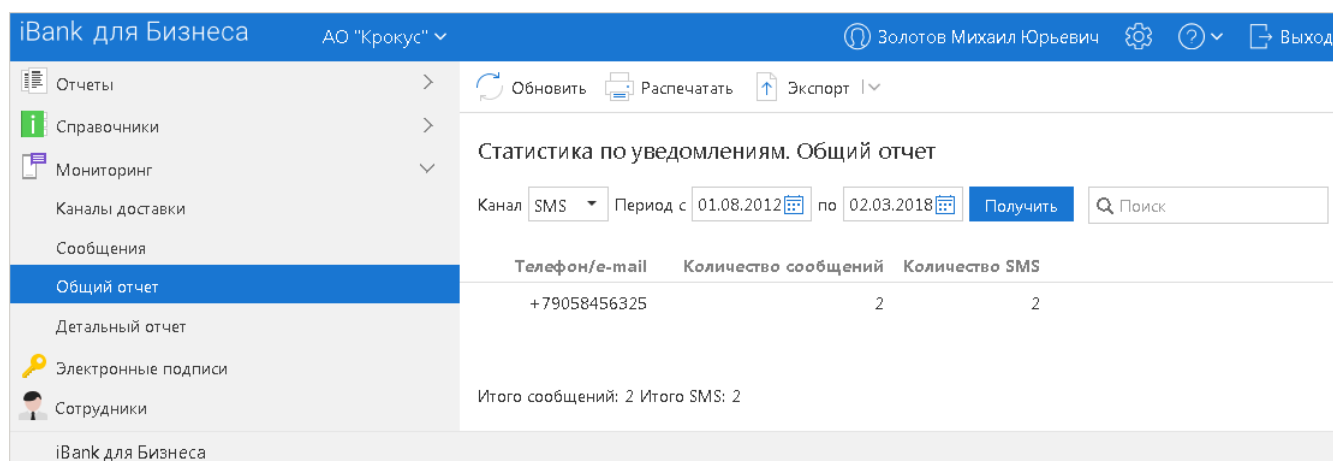 iBank для Бизнеса
АО "Крокус"
Золотов Михаил Юрьевич
Выход
Отчеты
Справочники
Мониторинг
Каналы доставки
Сообщения
Общий отчет
Детальный отчет
Электронные подписи
Сотрудники
Обновить Распечатать Экспорт
Статистика по уведомлениям. Общий отчет
Канал SMS Период с 01.08.2012 по 02.03.2018 Получить Поиск
Телефон/e-mail Количество сообщений Количество SMS
+79058456325 2 2
Итого сообщений: 2 Итого SMS: 2
iBank для Бизнеса